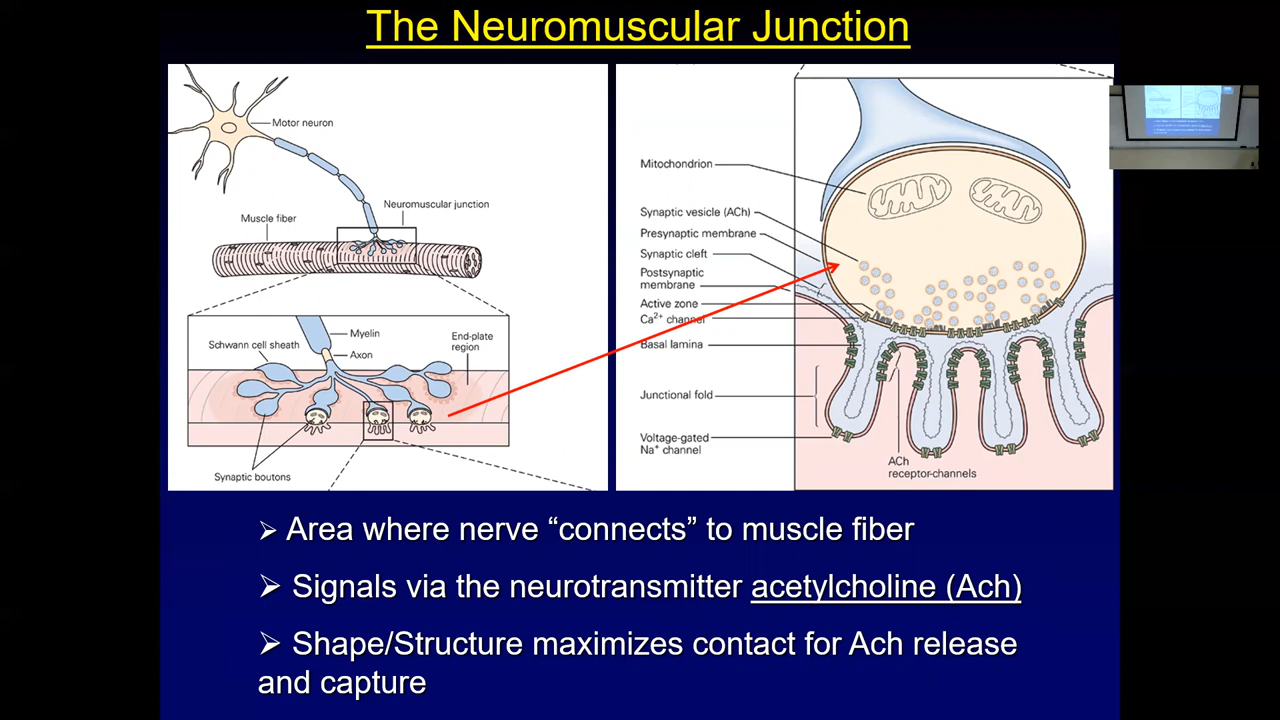 The Neuromuscular Junction
Motor neuron
Neuromuscular junction
Muscle fiber
Myelin
Schwann cell sheath
Axon
End-plate
region
Synaptic boutons
Mitochondrion
Synaptic vesicle (ACh)
Presynaptic membrane
Synaptic cleft
Postsynaptic
membrane
Active zone
Ca2+ channel
Basal lamina
Junctional fold
Voltage-gated
Na+ channel
ACh
receptor-channels
➢ Area where nerve “connects” to muscle fiber
➢ Signals via the neurotransmitter acetylcholine (Ach)
➢ Shape/Structure maximizes contact for Ach release
and capture